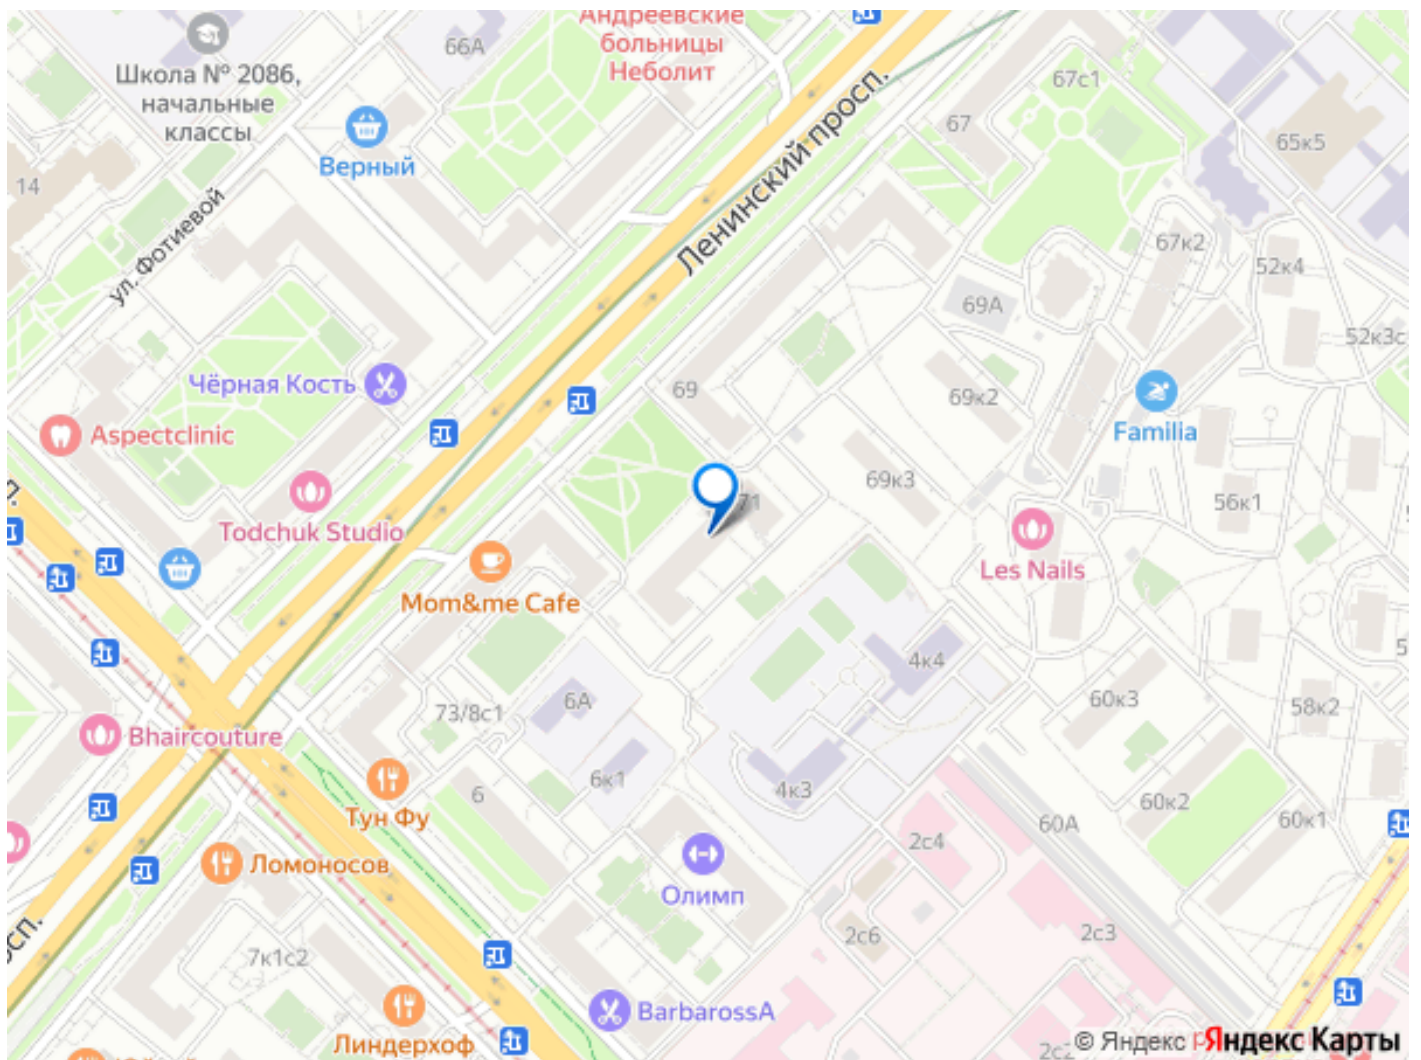 Андреевские
больницы
Неболит
66А
Школа № 2086,
начальные
классы
Верный
67с1
67
65к5
14
ул. Фотиевой
Ленинский просп.
67к2
52к4
69А
52к3с
Чёрная Кость
69
69к2
Aspectclinic
Familia
69к3
71
56к1
Todchuk Studio
Les Nails
Mom&me Cafe
4к4
60к3
58к2
6А
73/8с1
Bhaircouture
6к1
4к3
6
60к2
60А
60к1
Тун Фу
2с4
Ломоносов
Олимп
2с6
2с3
7к1с2
BarbarossA
Линдерхоф
© Яндекс
Яндекс Карты